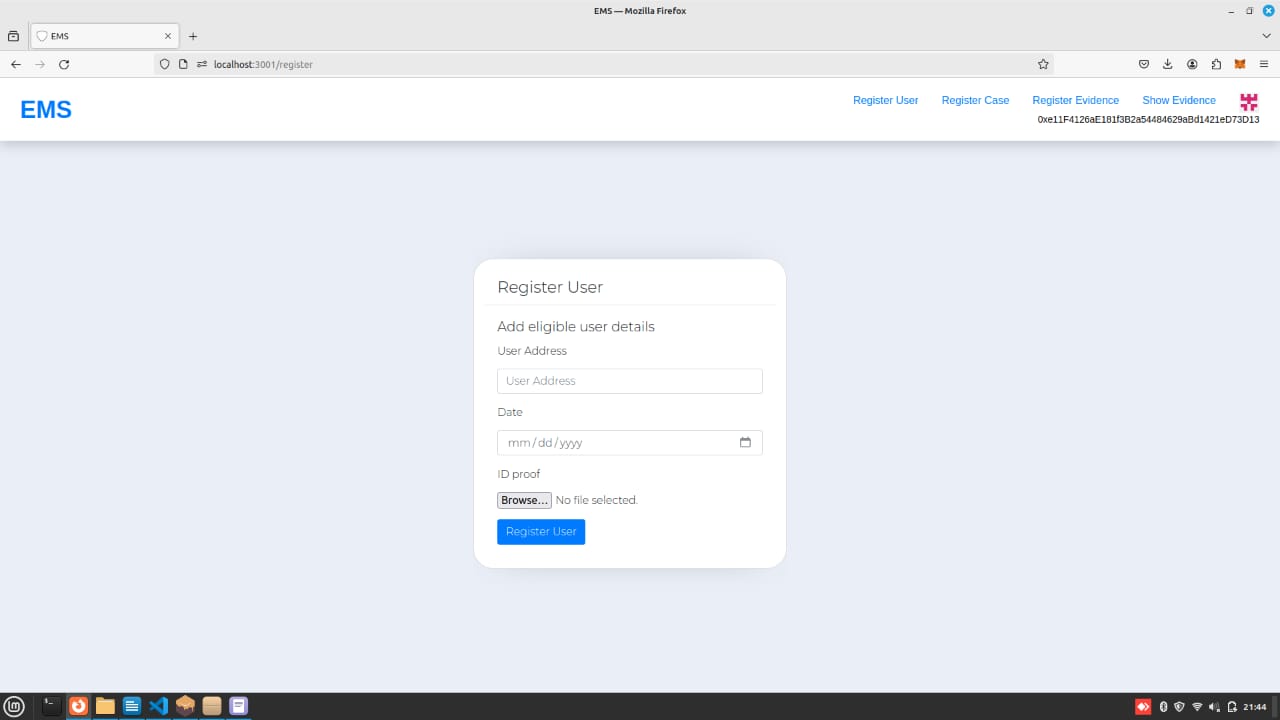 EMS — Mozilla Firefox
EMS
localhost:3001/register
EMS
Register User
Register Case
Register Evidence
Show Evidence
0xe11F4126aE181f3B2a54484629aBd1421eD73D13
Register User
Add eligible user details
User Address
User Address
Date
mm/dd/yyyy
ID proof
Browse... No file selected.
Register User
21:44